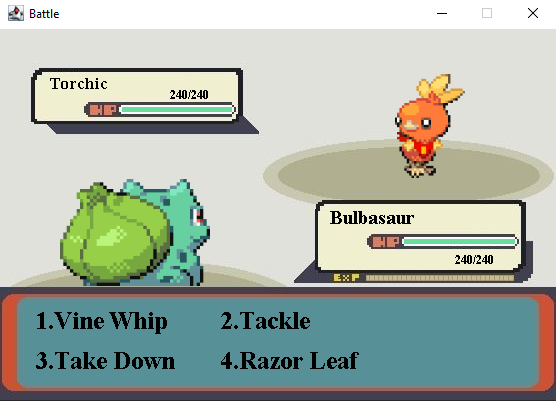 Battle
Torchic
240/240
HP
Bulbasaur
HP
240/240
EXP
1.Vine Whip 2.Tackle
3.Take Down 4.Razor Leaf